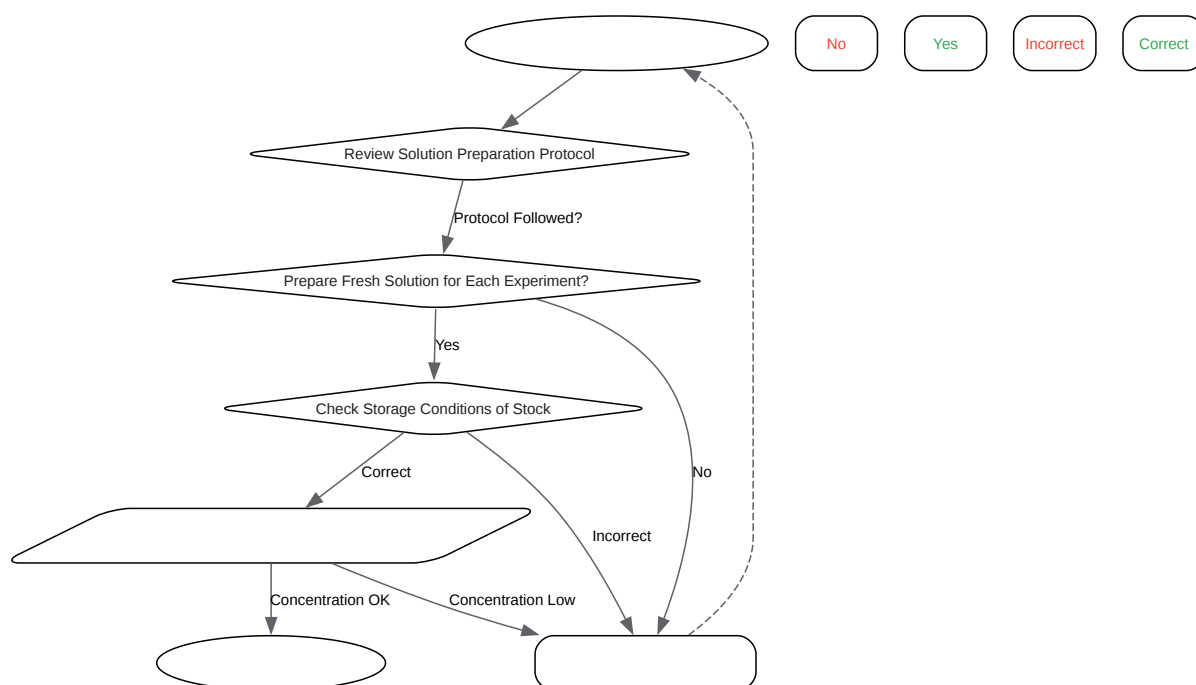 No
Yes
Incorrect
Correct
Review Solution Preparation Protocol
Protocol Followed?
Prepare Fresh Solution for Each Experiment?
Yes
Check Storage Conditions of Stock
Correct
No
Incorrect
Concentration OK
Concentration Low